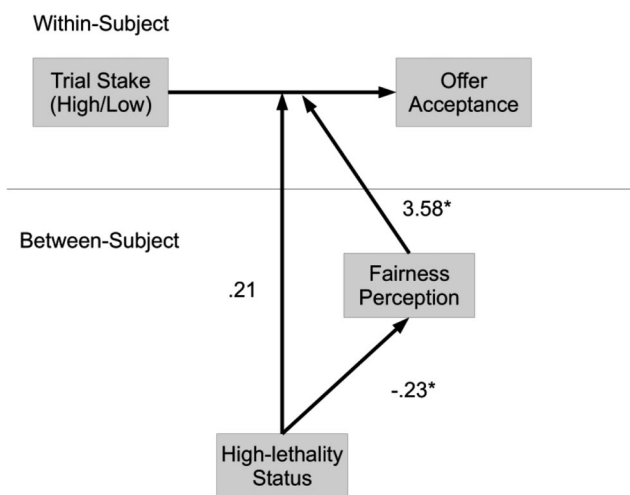 Within-Subject
Trial Stake
(High/Low)
Offer
Acceptance
3.58*
Between-Subject
Fairness
Perception
.21
-.23*
High-lethality
Status